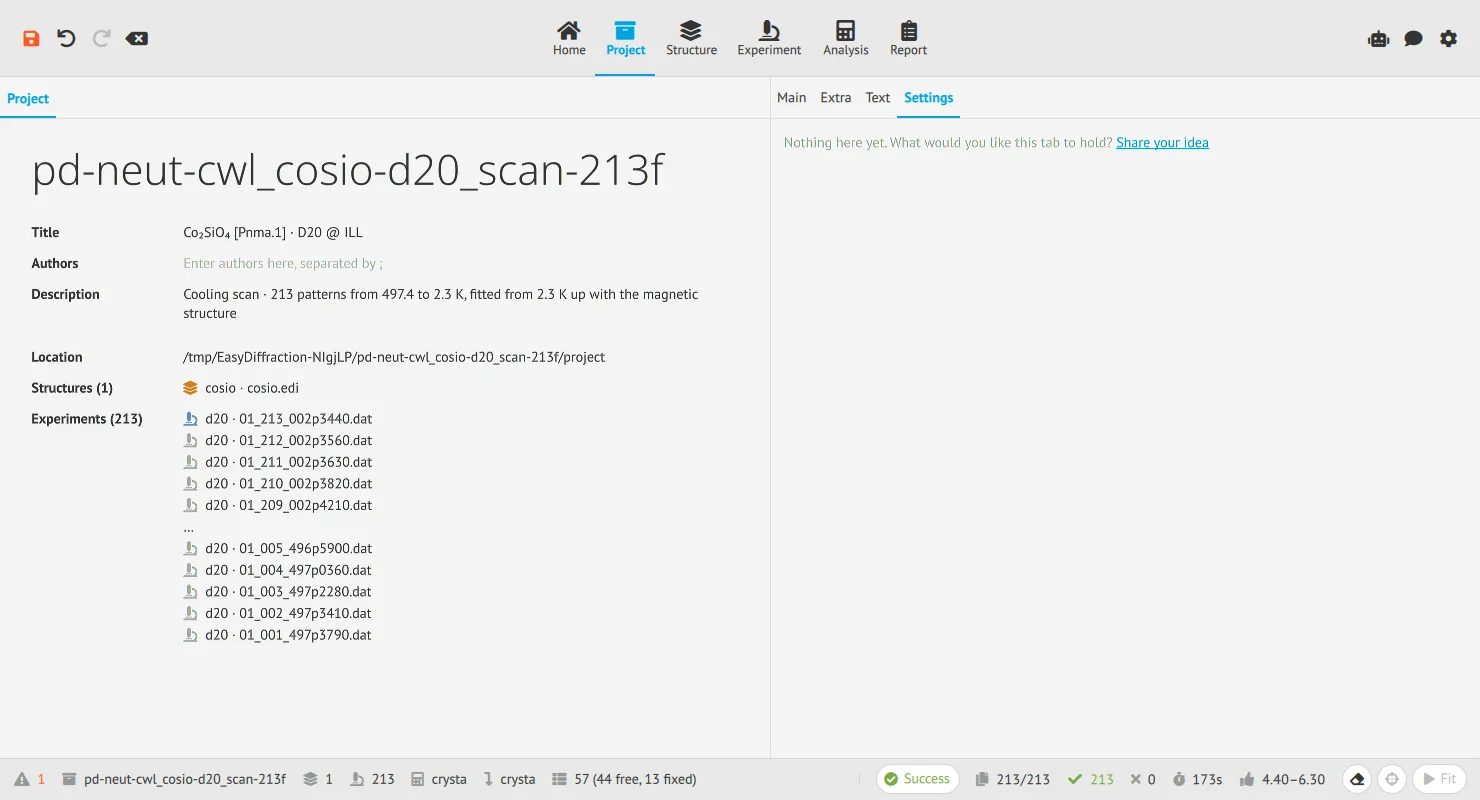 Home
Project
Structure
Experiment
Analysis
Report
Project
Main Extra Text Settings
Nothing here yet. What would you like this tab to hold? Share your idea
pd-neut-cwl_cosio-d20_scan-213f
Title
Co₂SiO₄ [Pnma.1] · D20 @ ILL
Authors
Enter authors here, separated by ;
Description
Cooling scan · 213 patterns from 497.4 to 2.3 K, fitted from 2.3 K up with the magnetic
structure
Location
/tmp/EasyDiffraction-NIgjLP/pd-neut-cwl_cosio-d20_scan-213f/project
Structures (1)
cosio · cosio.edi
Experiments (213)
d20 · 01_213_002p3440.dat
d20 · 01_212_002p3560.dat
d20 · 01_211_002p3630.dat
d20 · 01_210_002p3820.dat
d20 · 01_209_002p4210.dat
...
d20 · 01_005_496p5900.dat
d20 · 01_004_497p0360.dat
d20 · 01_003_497p2280.dat
d20 · 01_002_497p3410.dat
d20 · 01_001_497p3790.dat
1 pd-neut-cwl_cosio-d20_scan-213f 1 213 crysta crysta 57 (44 free, 13 fixed) Success 213/213 213 0 173s 4.40–6.30 Fit